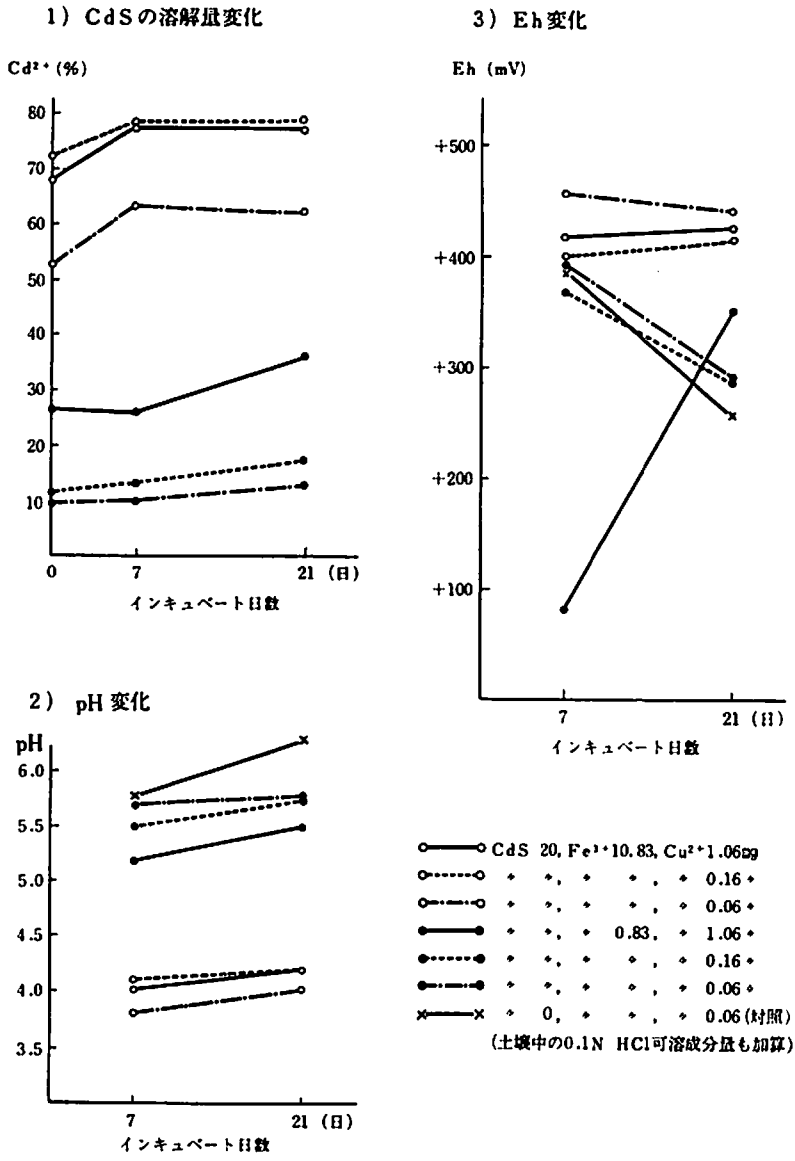 1) CdSの溶解量変化
Cd²⁺(%)
80
70
60
50
40
30
20
10
0
7
21 (日)
インキュベート日数
3) Eh変化
Eh (mV)
+500
+400
+300
+200
+100
7
21 (日)
インキュベート日数
2) pH変化
pH
6.0
5.5
5.0
4.5
4.0
3.5
7
21 (日)
インキュベート日数
CdS 20, Fe³⁺10.83, Cu²⁺1.06mg
〃 〃, 〃 〃, 〃 0.16 〃
〃 〃, 〃 〃, 〃 0.06 〃
〃 〃, 〃 0.83, 〃 1.06 〃
〃 〃, 〃 〃, 〃 0.16 〃
〃 〃, 〃 〃, 〃 0.06 〃
〃 0, 〃 〃, 〃 0.06(対照)
(土壌中の0.1N HCl可溶成分量も加算)